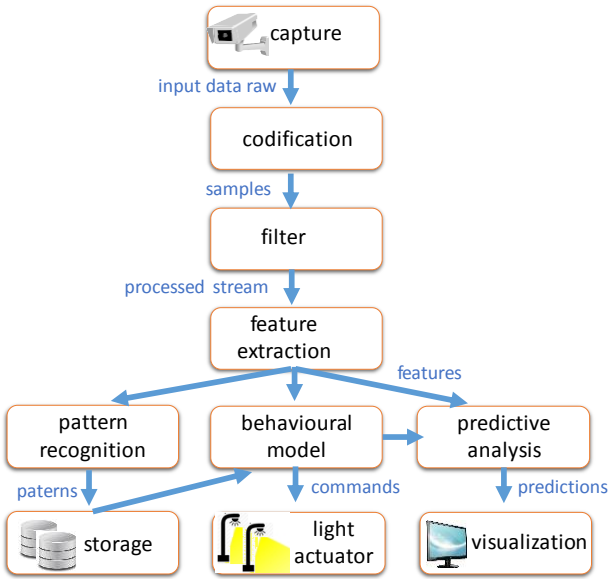 capture
input data raw
codification
samples
filter
processed stream
feature
extraction
features
pattern
recognition
behavioural
model
predictive
analysis
paterns
commands
predictions
storage
light
actuator
visualization